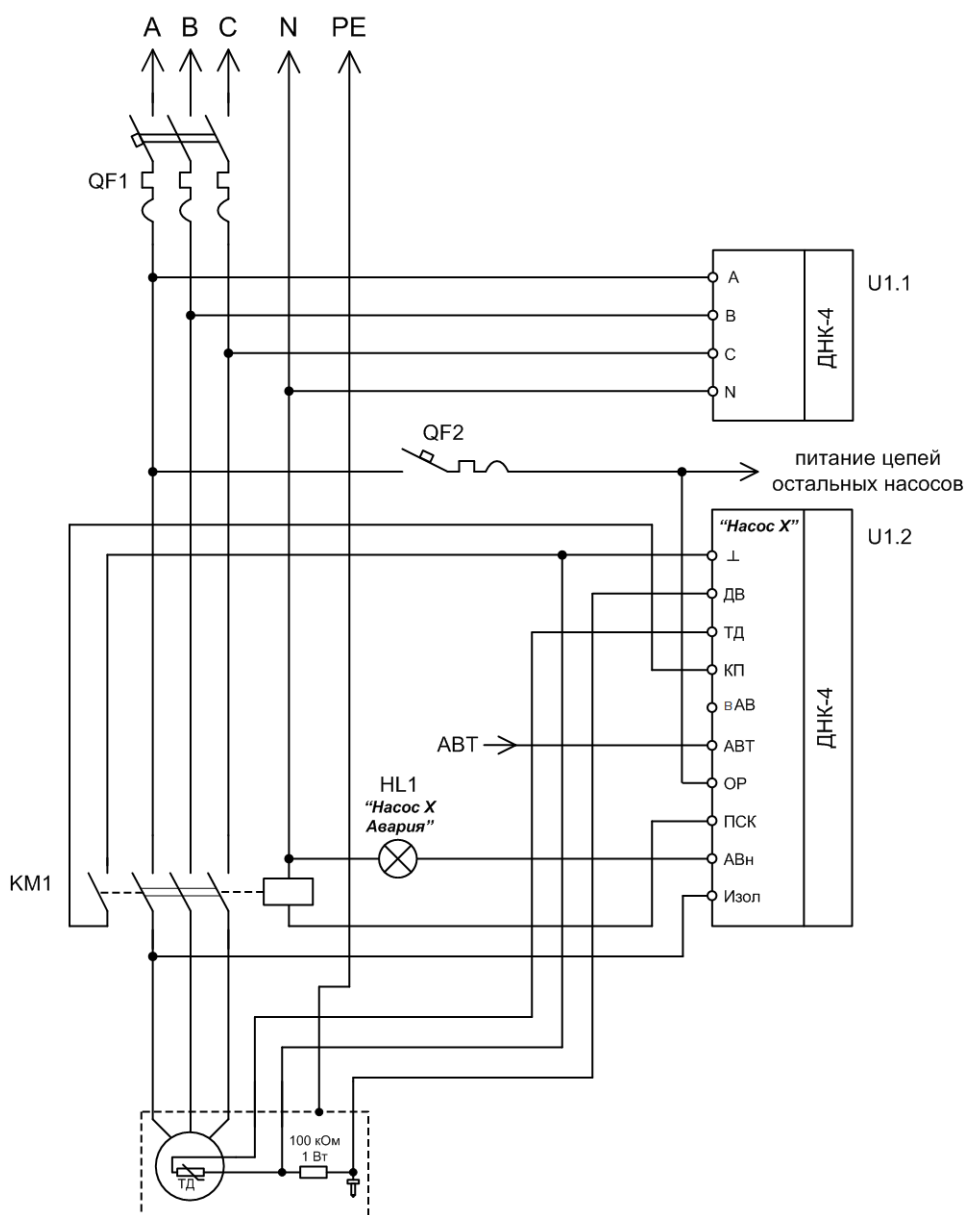 A B C N PE
QF1
A
B
C
N
ДНК-4
U1.1
QF2
питание цепей
остальных насосов
“Насос X”
U1.2
⊥
ДВ
ТД
КП
вАВ
АВТ
ОР
ПСК
АВн
Изол
ДНК-4
АВТ
HL1
“Насос X
Авария”
KM1
100 кОм
1 Вт
ТД